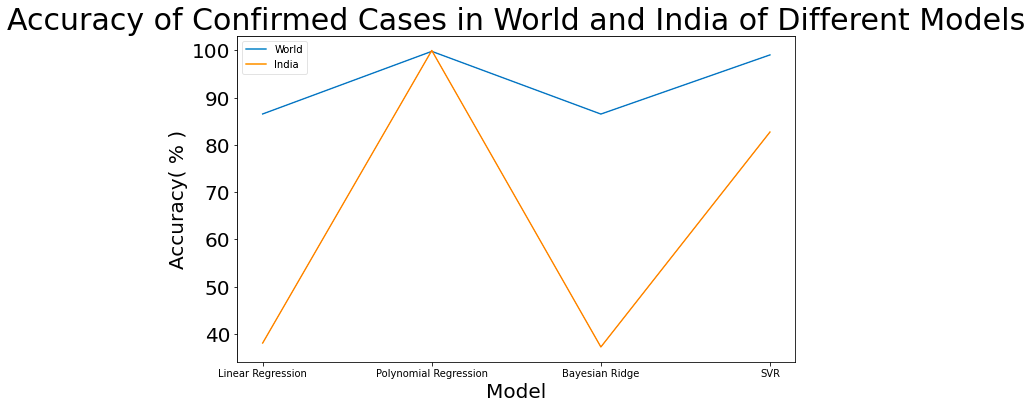 Accuracy of Confirmed Cases in World and India of Different Models
World
India
Accuracy( % )
100
90
80
70
60
50
40
Linear Regression
Polynomial Regression
Bayesian Ridge
SVR
Model